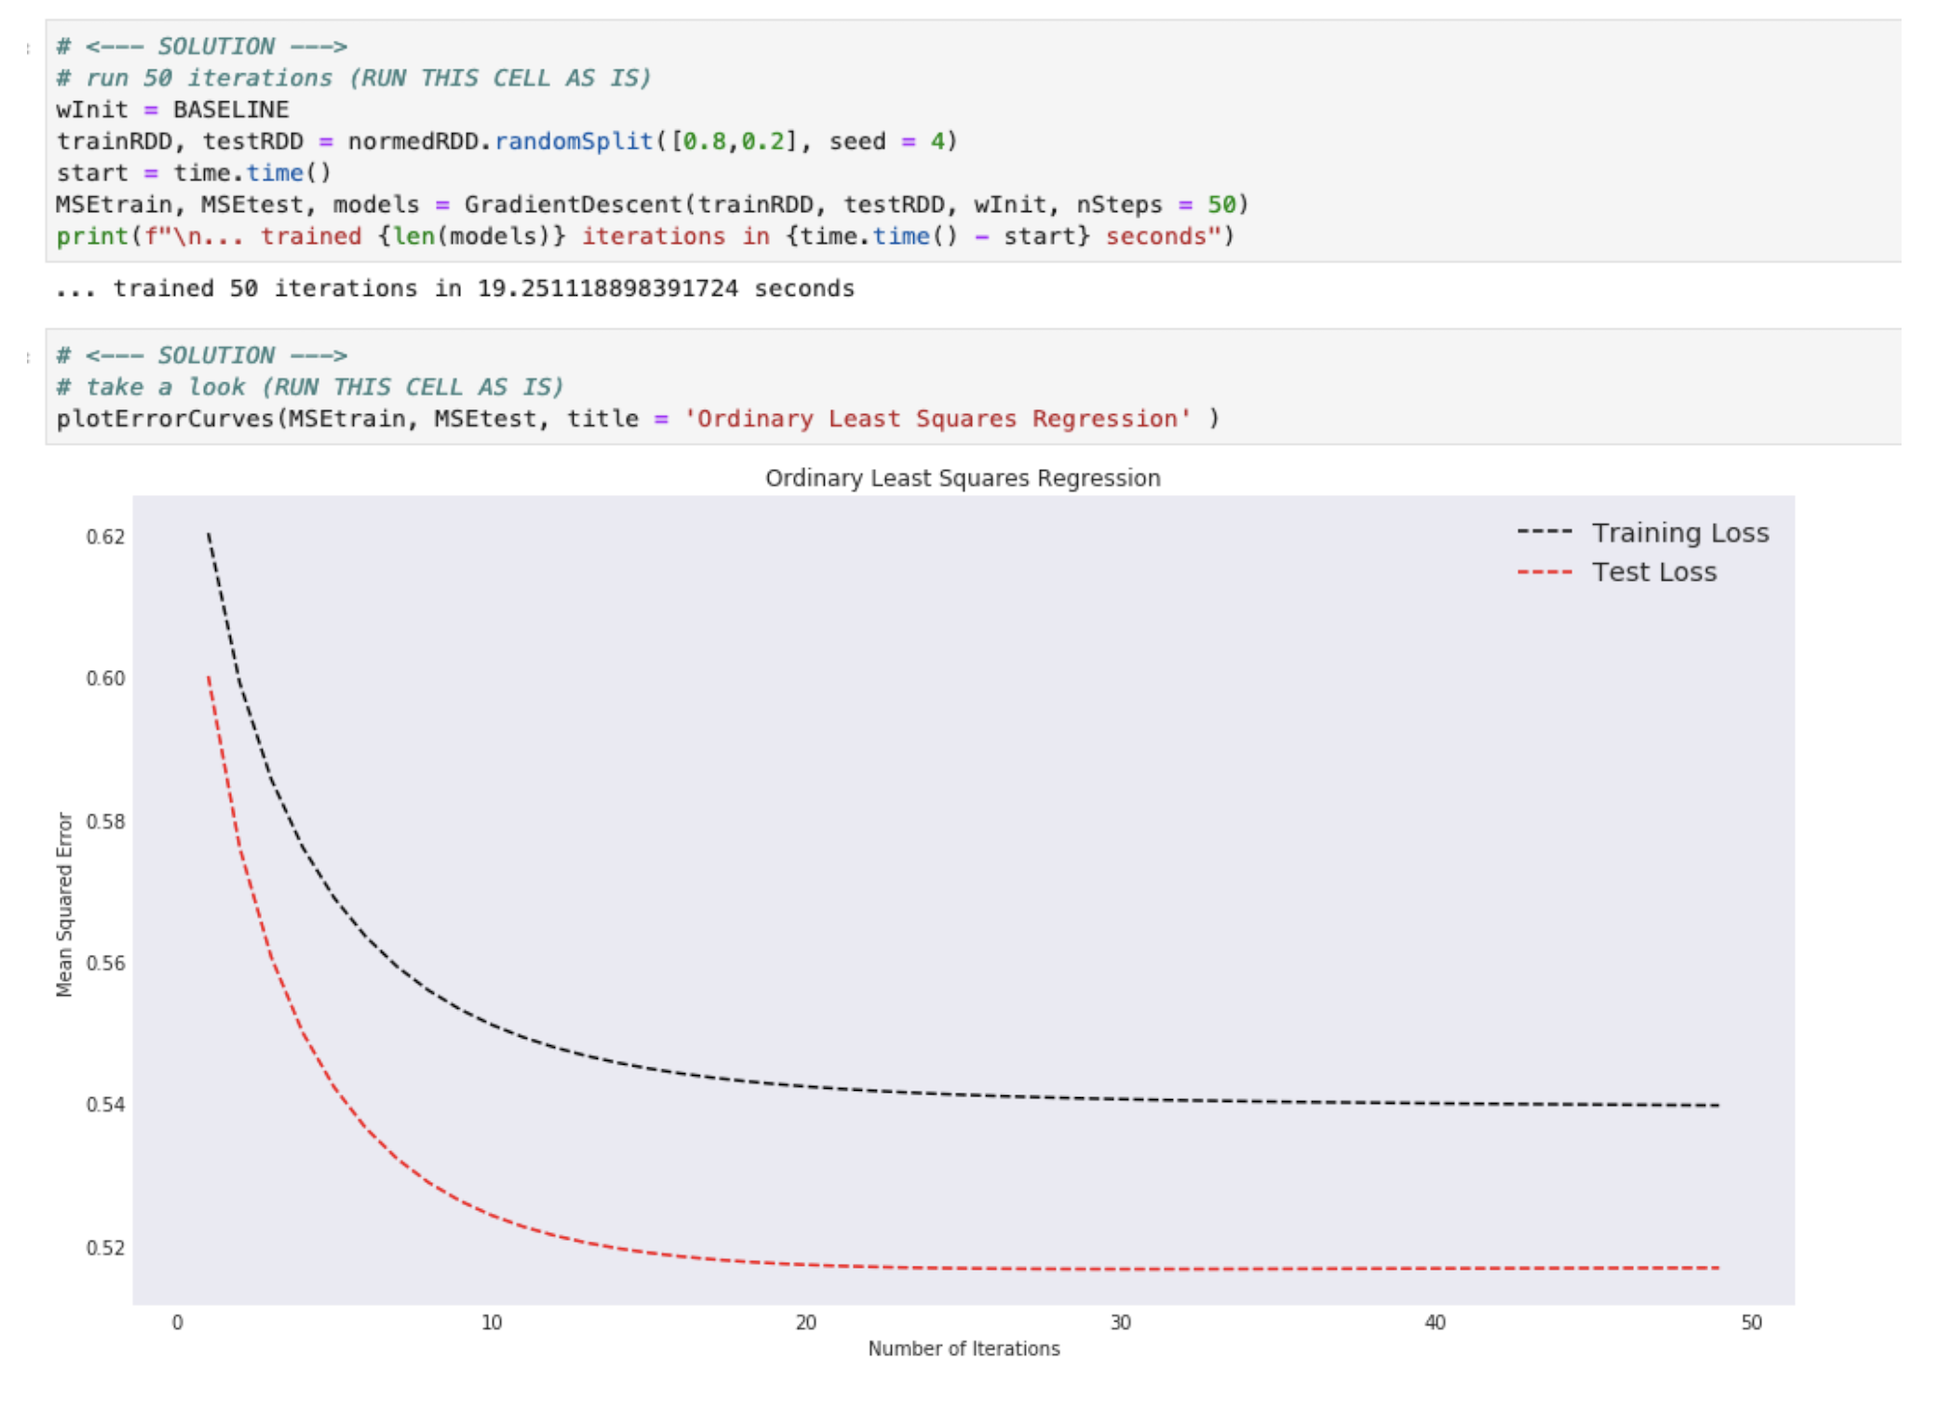 # <--- SOLUTION --->
# run 50 iterations (RUN THIS CELL AS IS)
wInit = BASELINE
trainRDD, testRDD = normedRDD.randomSplit([0.8,0.2], seed = 4)
start = time.time()
MSEtrain, MSEtest, models = GradientDescent(trainRDD, testRDD, wInit, nSteps = 50)
print(f"\n... trained {len(models)} iterations in {time.time() - start} seconds")
... trained 50 iterations in 19.251118898391724 seconds
# <--- SOLUTION --->
# take a look (RUN THIS CELL AS IS)
plotErrorCurves(MSEtrain, MSEtest, title = 'Ordinary Least Squares Regression' )
Ordinary Least Squares Regression
Training Loss
Test Loss
0.62
0.60
0.58
0.56
0.54
0.52
Mean Squared Error
0 10 20 30 40 50
Number of Iterations